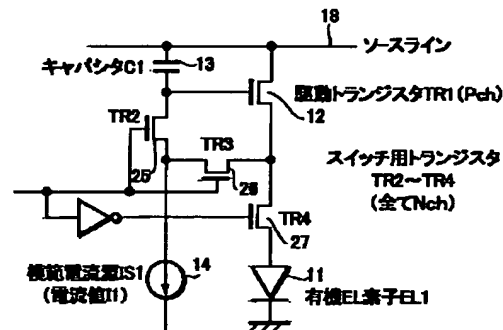 18
ソースライン
キャパシタC1
13
駆動トランジスタTR1(Pch)
12
TR2
TR3
25
26
スイッチ用トランジスタ
TR2～TR4
(全てNch)
TR4
27
模範電流源IS1
(電流値I1)
14
11
有機EL素子EL1